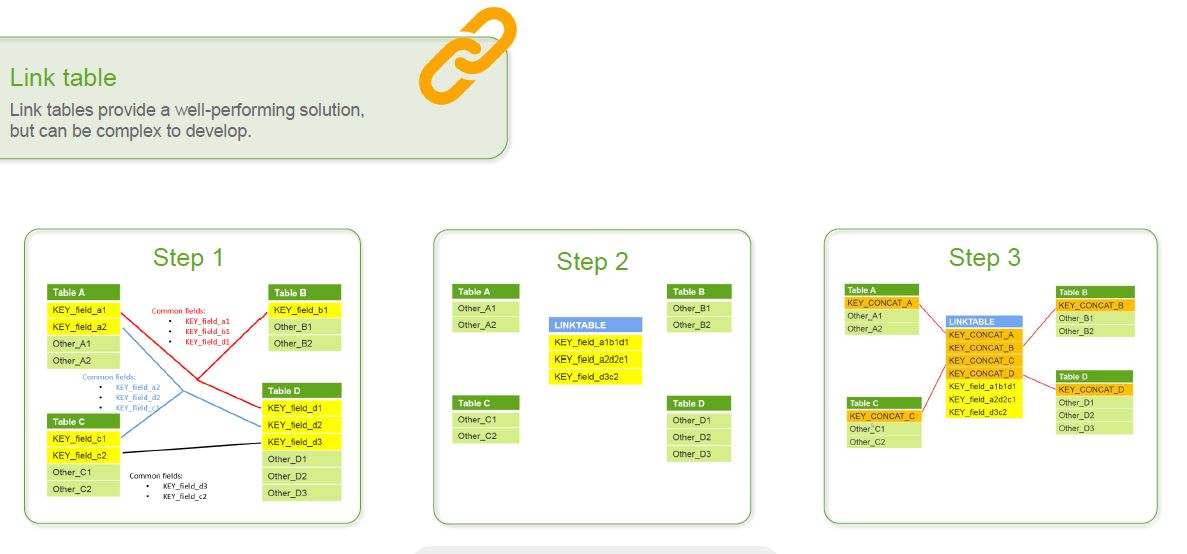 Link table
Link tables provide a well-performing solution,
but can be complex to develop.
Step 1
Table A
KEY_field_a1
KEY_field_a2
Other_A1
Other_A2
Common fields:
• KEY_field_a1
• KEY_field_b1
• KEY_field_d1
Table B
KEY_field_b1
Other_B1
Other_B2
Common fields:
• KEY_field_a2
• KEY_field_d2
• KEY_field_c1
Table C
KEY_field_c1
KEY_field_c2
Other_C1
Other_C2
Table D
KEY_field_d1
KEY_field_d2
KEY_field_d3
Other_D1
Other_D2
Other_D3
Common fields:
• KEY_field_d3
• KEY_field_c2
Step 2
Table A
Other_A1
Other_A2
Table B
Other_B1
Other_B2
LINKTABLE
KEY_field_a1b1d1
KEY_field_a2d2c1
KEY_field_d3c2
Table C
Other_C1
Other_C2
Table D
Other_D1
Other_D2
Other_D3
Step 3
Table A
KEY_CONCAT_A
Other_A1
Other_A2
Table B
KEY_CONCAT_B
Other_B1
Other_B2
LINKTABLE
KEY_CONCAT_A
KEY_CONCAT_B
KEY_CONCAT_C
KEY_CONCAT_D
KEY_field_a1b1d1
KEY_field_a2d2c1
KEY_field_d3c2
Table C
KEY_CONCAT_C
Other_C1
Other_C2
Table D
KEY_CONCAT_D
Other_D1
Other_D2
Other_D3